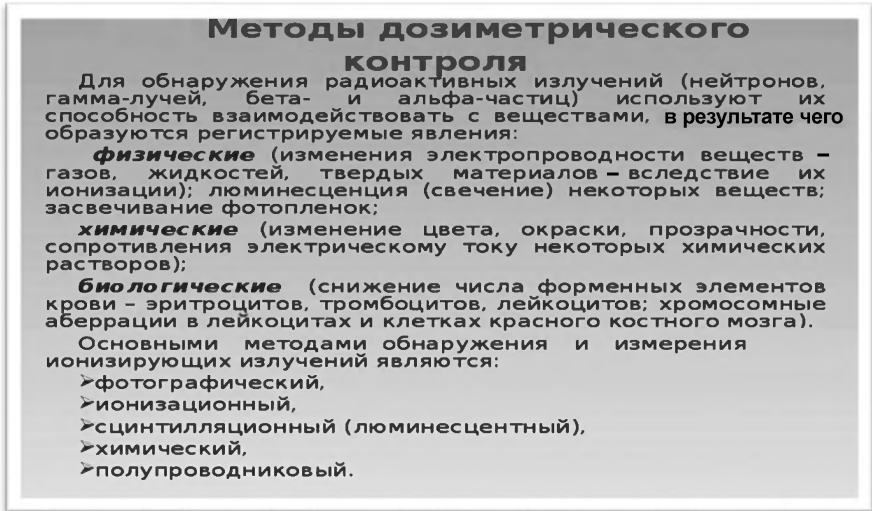 Методы дозиметрического
контроля
Для обнаружения радиоактивных излучений (нейтронов,
гамма-лучей, бета- и альфа-частиц) используют их
способность взаимодействовать с веществами, в результате чего
образуются регистрируемые явления:
физические (изменения электропроводности веществ –
газов, жидкостей, твердых материалов – вследствие их
ионизации); люминесценция (свечение) некоторых веществ;
засвечивание фотопленок;
химические (изменение цвета, окраски, прозрачности,
сопротивления электрическому току некоторых химических
растворов);
биологические (снижение числа форменных элементов
крови – эритроцитов, тромбоцитов, лейкоцитов; хромосомные
аберрации в лейкоцитах и клетках красного костного мозга).
Основными методами обнаружения и измерения
ионизирующих излучений являются:
➢фотографический,
➢ионизационный,
➢сцинтилляционный (люминесцентный),
➢химический,
➢полупроводниковый.